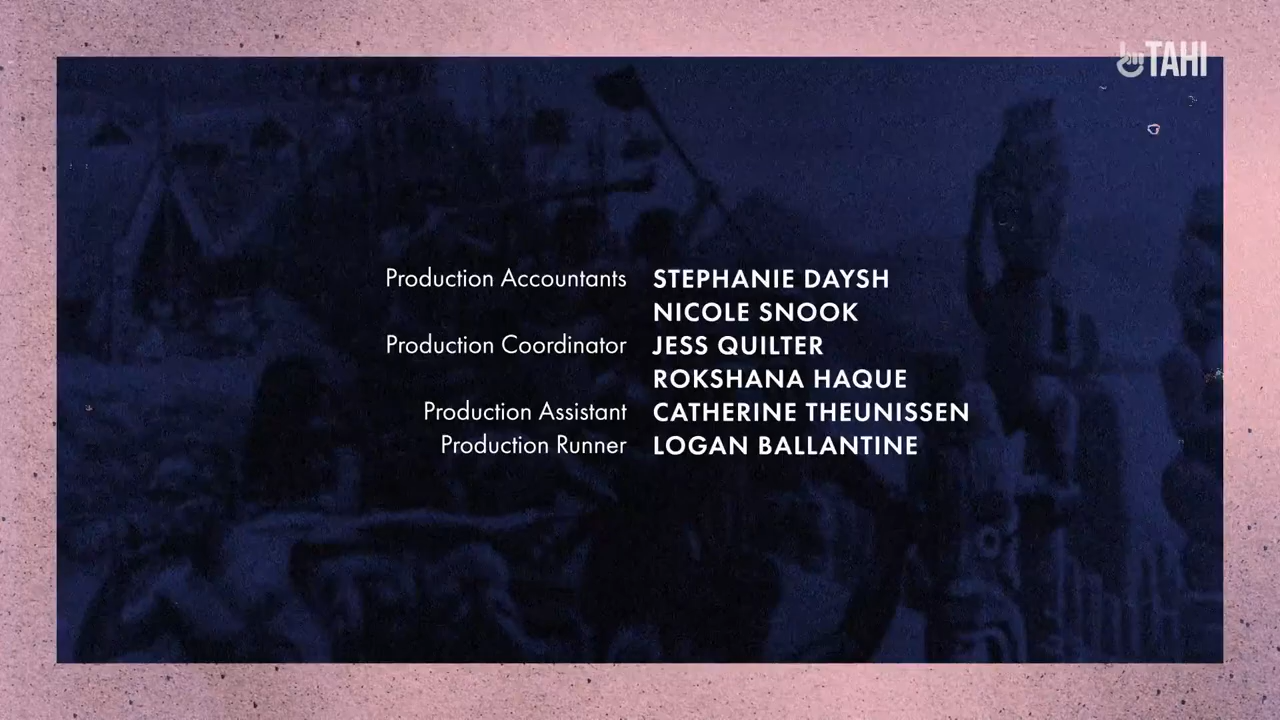 TAHI
Production Accountants STEPHANIE DAYSH
NICOLE SNOOK
Production Coordinator JESS QUILTER
ROKSHANA HAQUE
Production Assistant CATHERINE THEUNISSEN
Production Runner LOGAN BALLANTINE